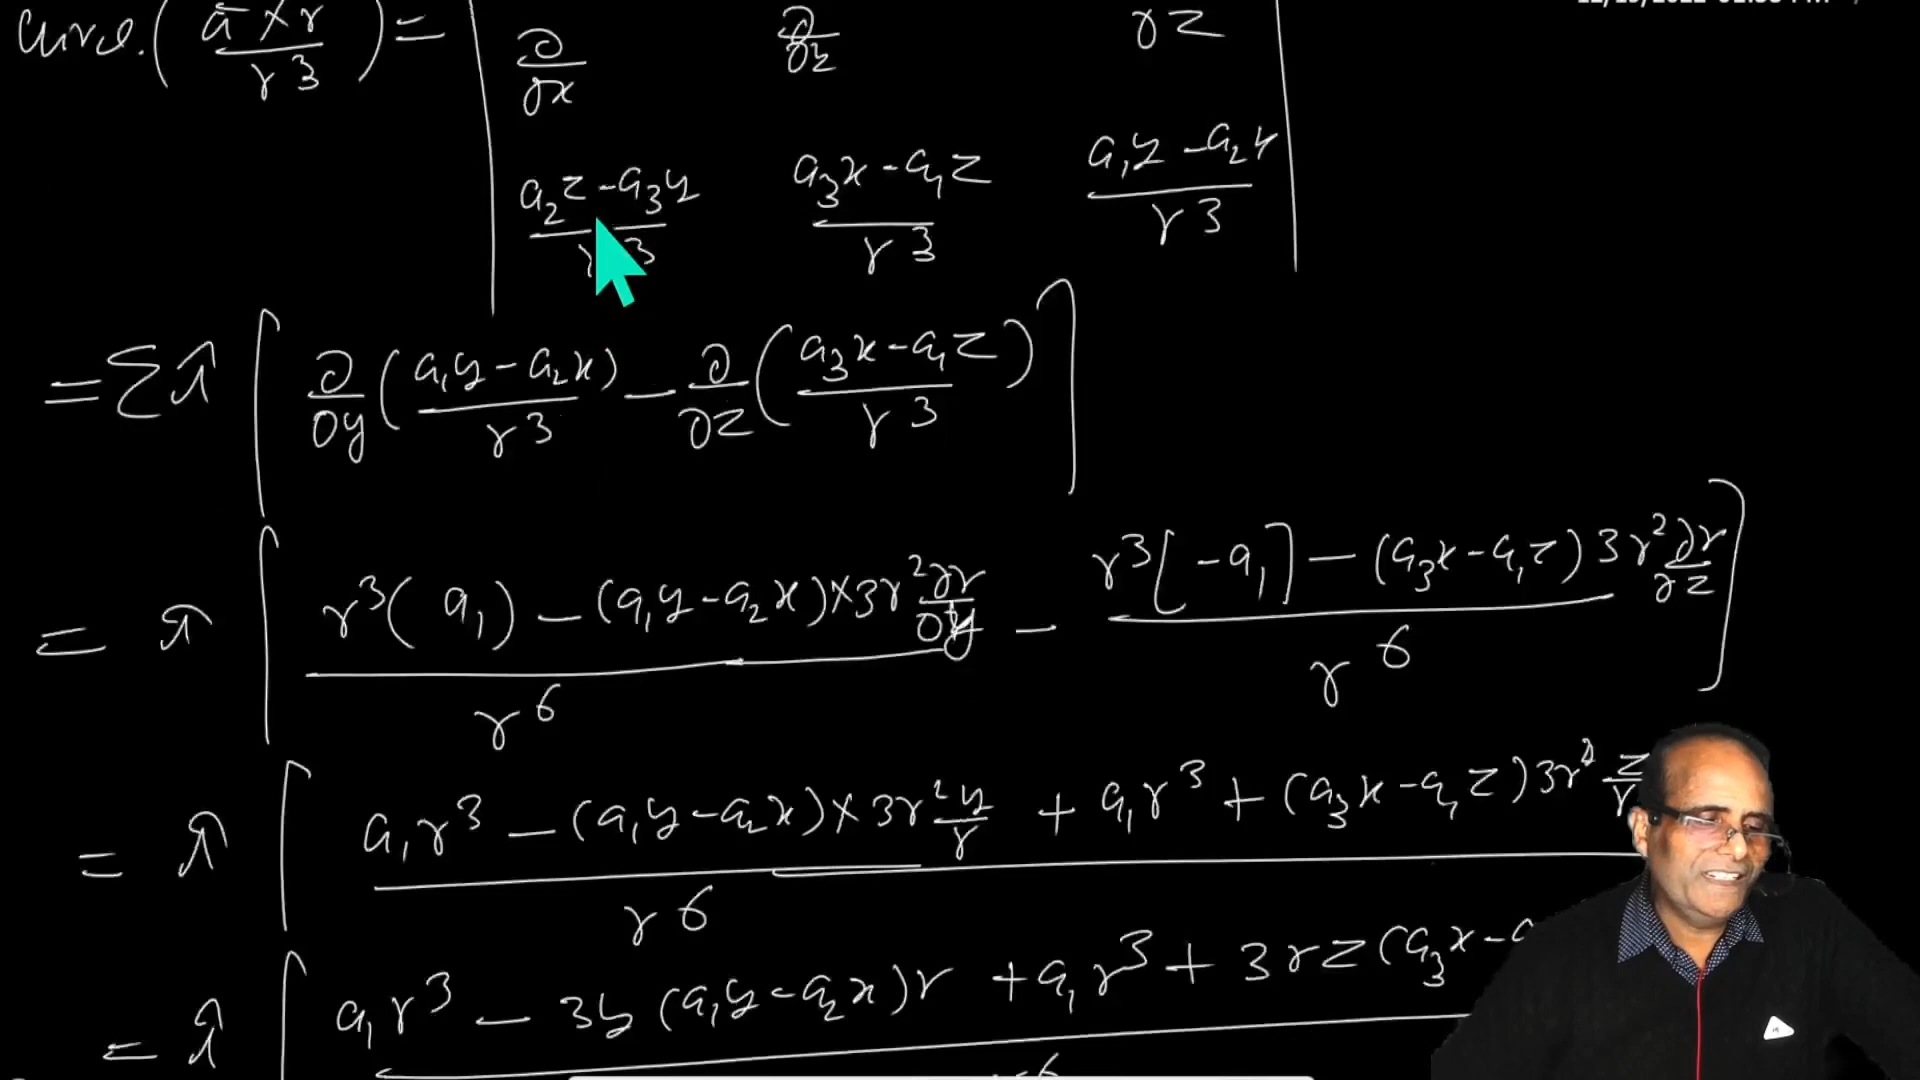 curl.(a̅×r/r3) = | ∂/∂x ∂/∂z ∂z
a2z-a3y/r3 a3x-a1z/r3 a1y-a2x/r3 |
= Σ î [ ∂/∂y (a1y-a2x/r3) - ∂/∂z (a3x-a1z/r3) ]
= î [ r3(a1) - (a1y-a2x)×3r2 ∂r/∂y / r6 - r3[-a1] - (a3x-a1z)3r2 ∂r/∂z / r6 ]
= î [ a1r3 - (a1y-a2x)×3r2 y/r + a1r3 + (a3x-a1z)3r2 z/r / r6
= î [ a1r3 - 3y(a1y-a2x)r + a1r3 + 3rz(a3x-